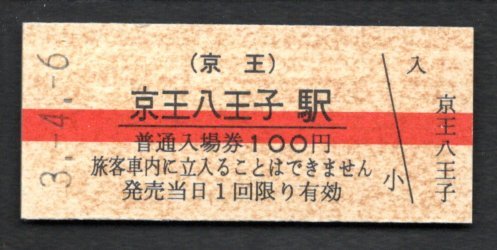 3.-4.-6
（京 王）
京王八王子 駅
普通入場券100円
旅客車内に立入ることはできません
発売当日1回限り有効
入
小
京王八王子